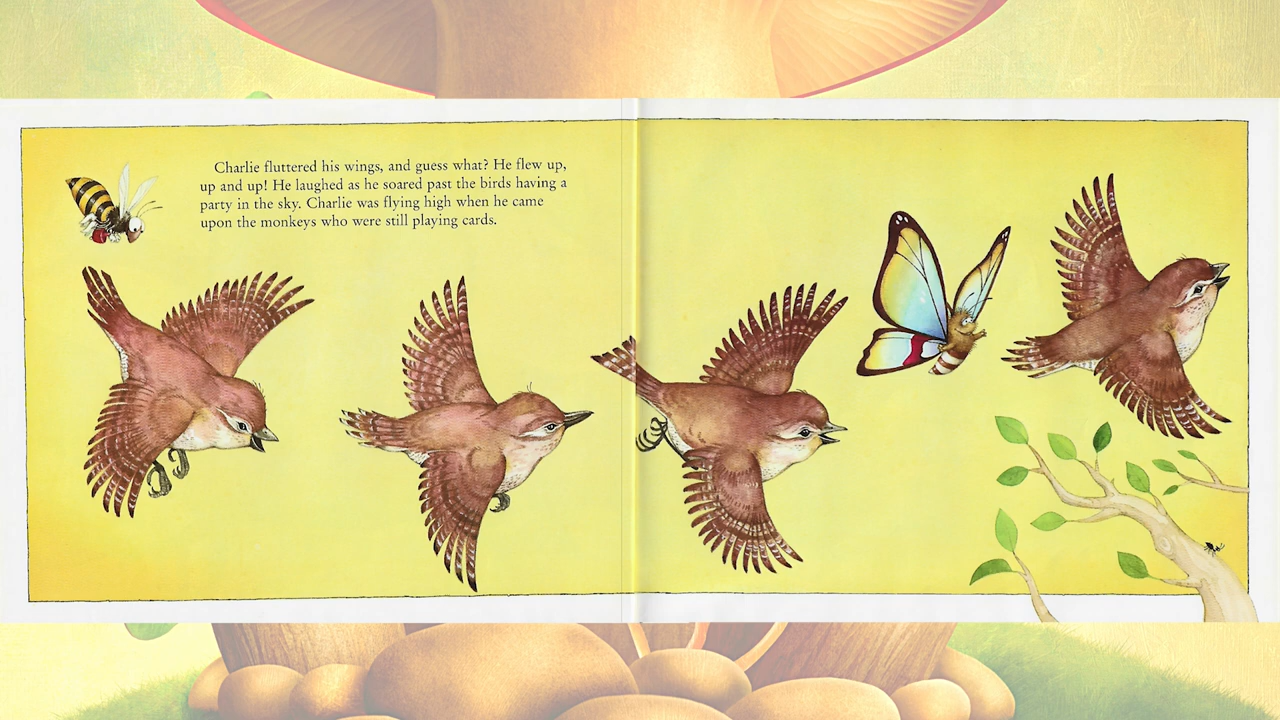 Charlie fluttered his wings, and guess what? He flew up,
up and up! He laughed as he soared past the birds having a
party in the sky. Charlie was flying high when he came
upon the monkeys who were still playing cards.